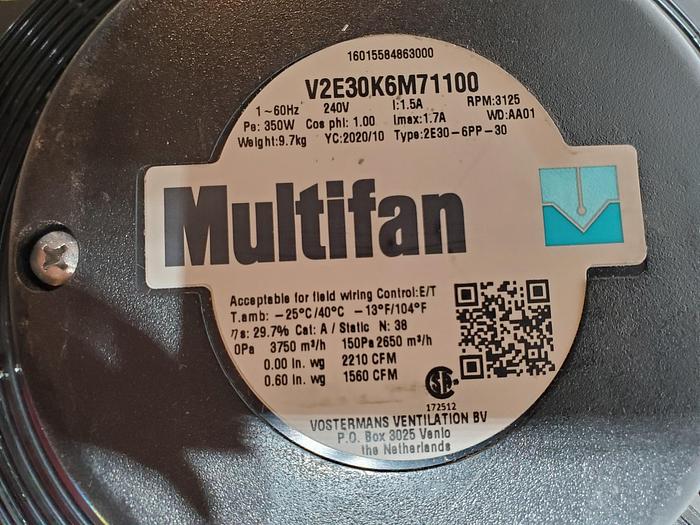 16015584863000
V2E30K6M71100
1~60Hz 240V I:1.5A RPM:3125
Pe: 350W Cos phi: 1.00 Imax:1.7A WD:AA01
Weight:9.7kg YC:2020/10 Type:2E30-6PP-30
Multifan
Acceptable for field wiring Control:E/T
T.amb: -25°C/40°C -13°F/104°F
ηs: 29.7% Cat: A / Static N: 38
0Pa 3750 m³/h 150Pa 2650 m³/h
0.00 In. wg 2210 CFM
0.60 In. wg 1560 CFM
172512
VOSTERMANS VENTILATION BV
P.O. Box 3025 Venlo
the Netherlands